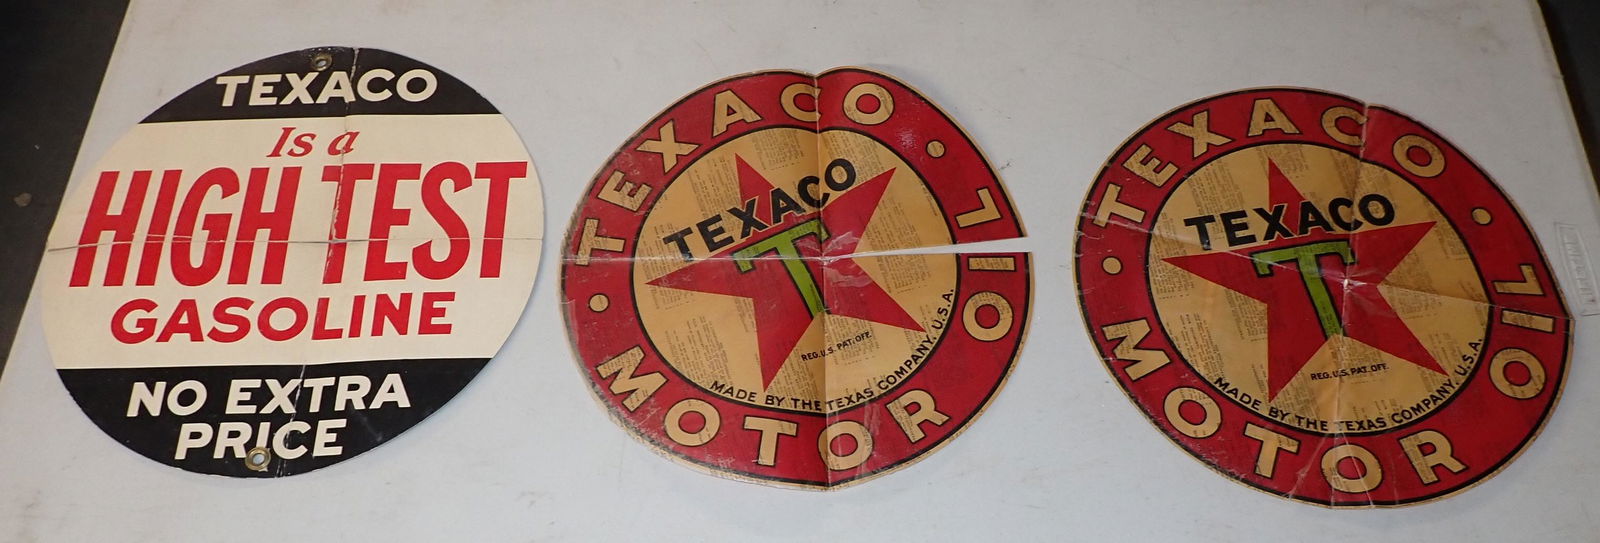 TEXACO
Is a
HIGH TEST
GASOLINE
NO EXTRA
PRICE
TEXACO • MOTOR OIL •
TEXACO
T
REG. U.S. PAT. OFF.
MADE BY THE TEXAS COMPANY, U.S.A.
TEXACO • MOTOR OIL •
TEXACO
T
REG. U.S. PAT. OFF.
MADE BY THE TEXAS COMPANY, U.S.A.